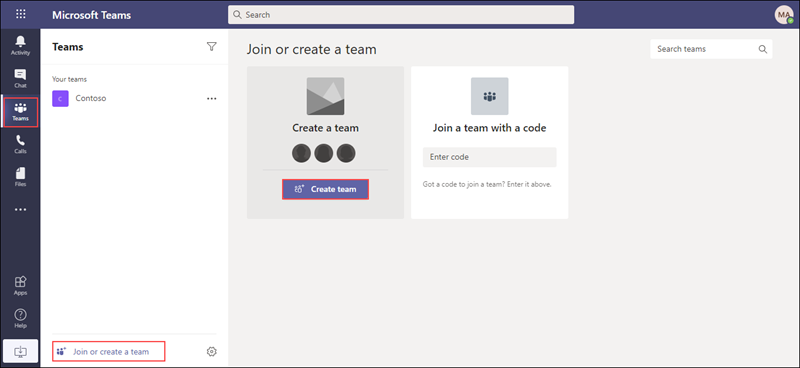 Microsoft Teams
Search
MA
Activity
Chat
Teams
Calls
Files
Apps
Help
Teams
Your teams
C
Contoso
Join or create a team
Join or create a team
Search teams
Create a team
Create team
Join a team with a code
Enter code
Got a code to join a team? Enter it above.